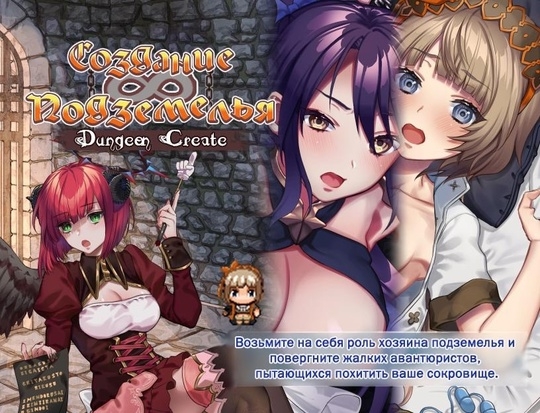 Создание
Подземелья
Dungeon Create
Возьмите на себя роль хозяина подземелья и
повергните жалких авантюристов,
пытающихся похитить ваше сокровище.